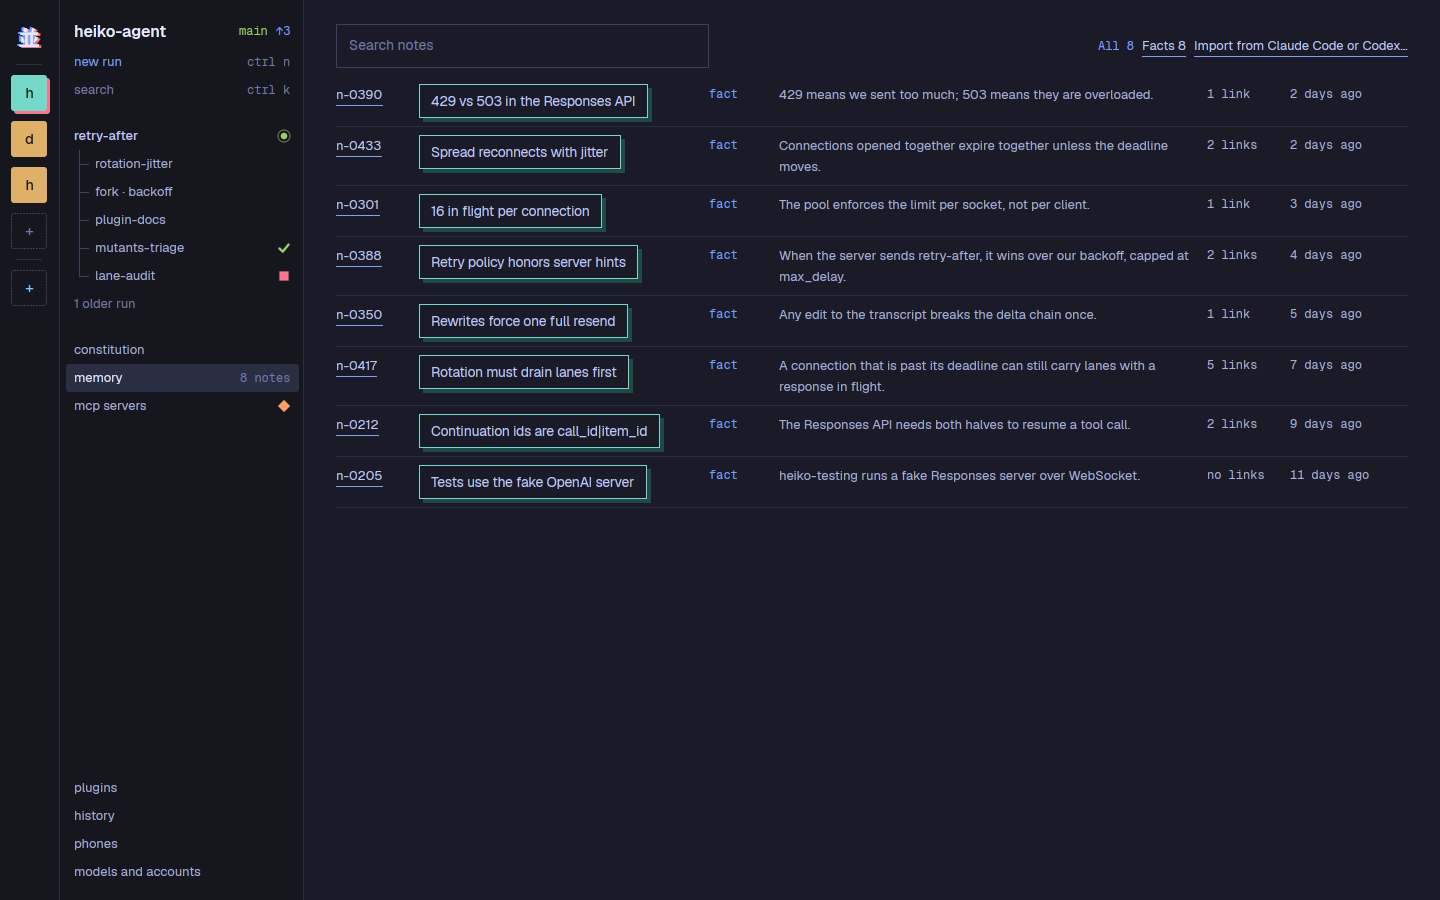 heiko-agent main ↑3
new run ctrl n
search ctrl k
h
d
h
+
+
retry-after
rotation-jitter
fork · backoff
plugin-docs
mutants-triage
lane-audit
1 older run
constitution
memory 8 notes
mcp servers
plugins
history
phones
models and accounts
Search notes
All 8 Facts 8 Import from Claude Code or Codex…
n-0390 429 vs 503 in the Responses API fact 429 means we sent too much; 503 means they are overloaded. 1 link 2 days ago
n-0433 Spread reconnects with jitter fact Connections opened together expire together unless the deadline 2 links 2 days ago
moves.
n-0301 16 in flight per connection fact The pool enforces the limit per socket, not per client. 1 link 3 days ago
n-0388 Retry policy honors server hints fact When the server sends retry-after, it wins over our backoff, capped at 2 links 4 days ago
max_delay.
n-0350 Rewrites force one full resend fact Any edit to the transcript breaks the delta chain once. 1 link 5 days ago
n-0417 Rotation must drain lanes first fact A connection that is past its deadline can still carry lanes with a 5 links 7 days ago
response in flight.
n-0212 Continuation ids are call_id|item_id fact The Responses API needs both halves to resume a tool call. 2 links 9 days ago
n-0205 Tests use the fake OpenAI server fact heiko-testing runs a fake Responses server over WebSocket. no links 11 days ago